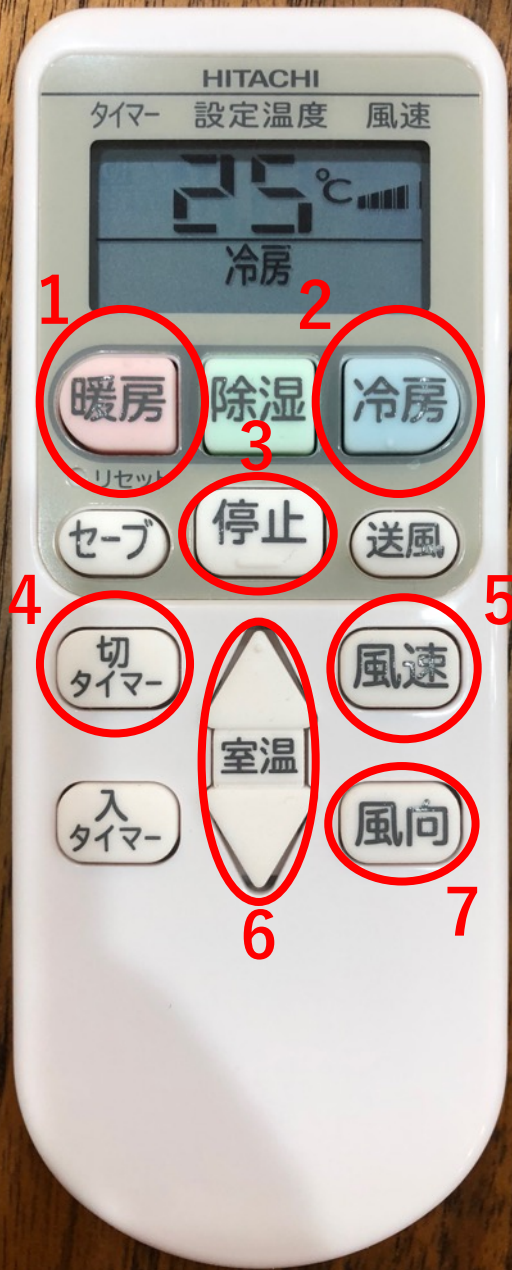 HITACHI
タイマー 設定温度 風速
25℃
冷房
1 2
暖房 除湿 冷房
3
リセット
停止
セーブ 送風
4 5
切
タイマー
風速
室温
入
タイマー
風向
7
6